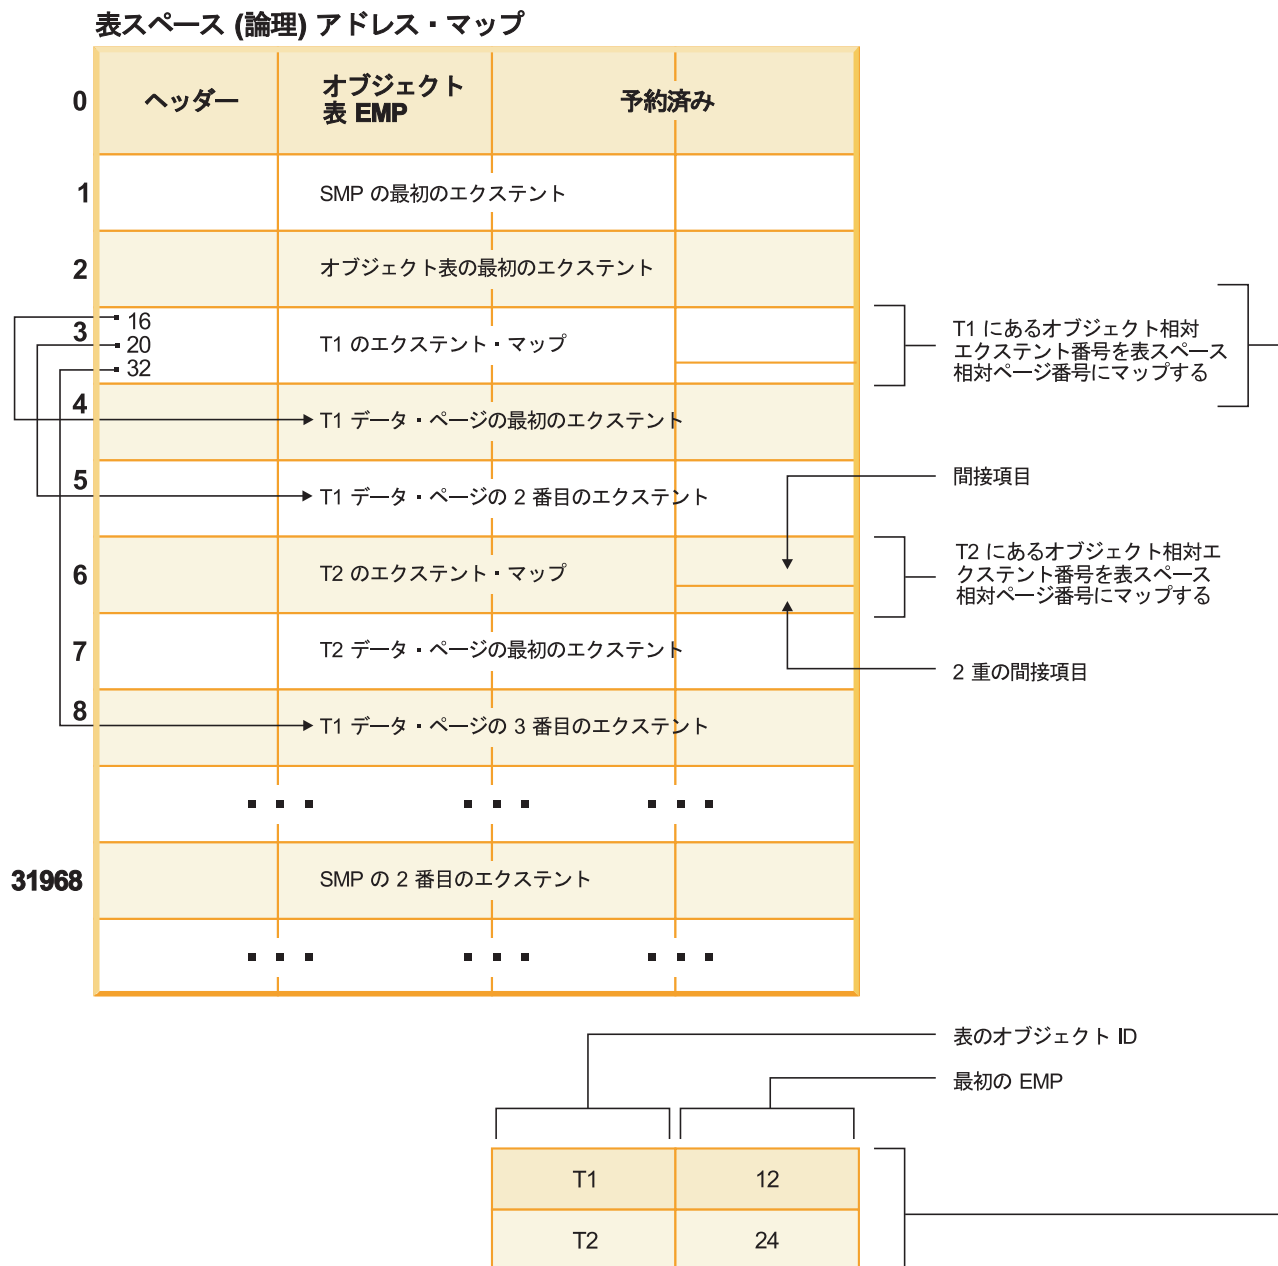 表スペース (論理) アドレス・マップ
0
ヘッダー
オブジェクト
表 EMP
予約済み
1
SMP の最初のエクステント
2
オブジェクト表の最初のエクステント
3
16
20
32
T1 のエクステント・マップ
T1 にあるオブジェクト相対
エクステント番号を表スペース
相対ページ番号にマップする
4
T1 データ・ページの最初のエクステント
5
T1 データ・ページの 2 番目のエクステント
間接項目
6
T2 のエクステント・マップ
T2 にあるオブジェクト相対エ
クステント番号を表スペース
相対ページ番号にマップする
7
T2 データ・ページの最初のエクステント
2 重の間接項目
8
T1 データ・ページの 3 番目のエクステント
31968
SMP の 2 番目のエクステント
表のオブジェクト ID
最初の EMP
T1
12
T2
24